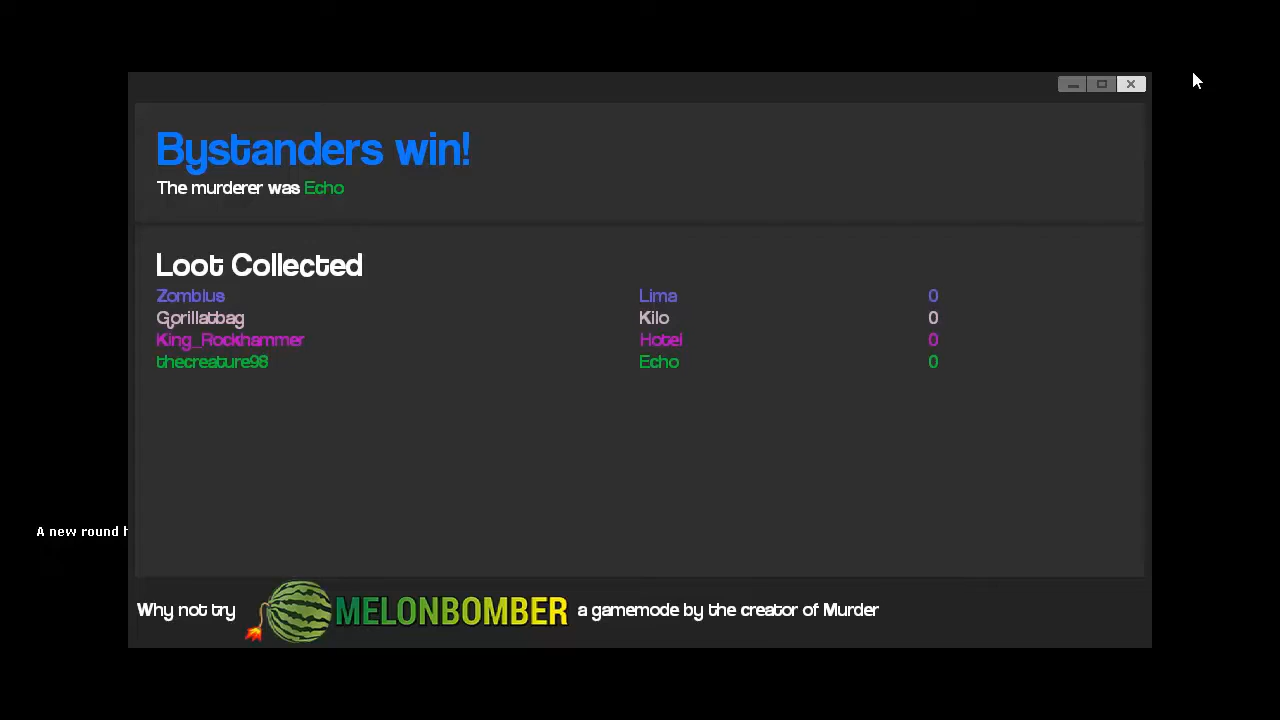 Bystanders win!
The murderer was Echo
Loot Collected
Zomblus Lima 0
Gorillatbag Kilo 0
King_Rockhammer Hotel 0
thecreature98 Echo 0
A new round h
Why not try MELONBOMBER a gamemode by the creator of Murder